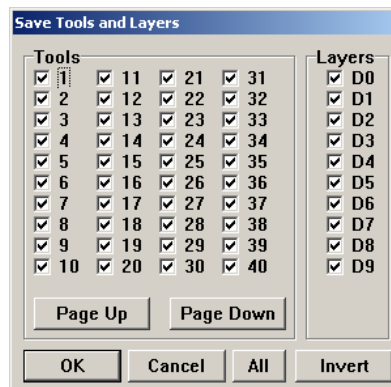 Save Tools and Layers
Tools Layers
1 11 21 31 D0
2 12 22 32 D1
3 13 23 33 D2
4 14 24 34 D3
5 15 25 35 D4
6 16 26 36 D5
7 17 27 37 D6
8 18 28 38 D7
9 19 29 39 D8
10 20 30 40 D9
Page Up Page Down
OK Cancel All Invert